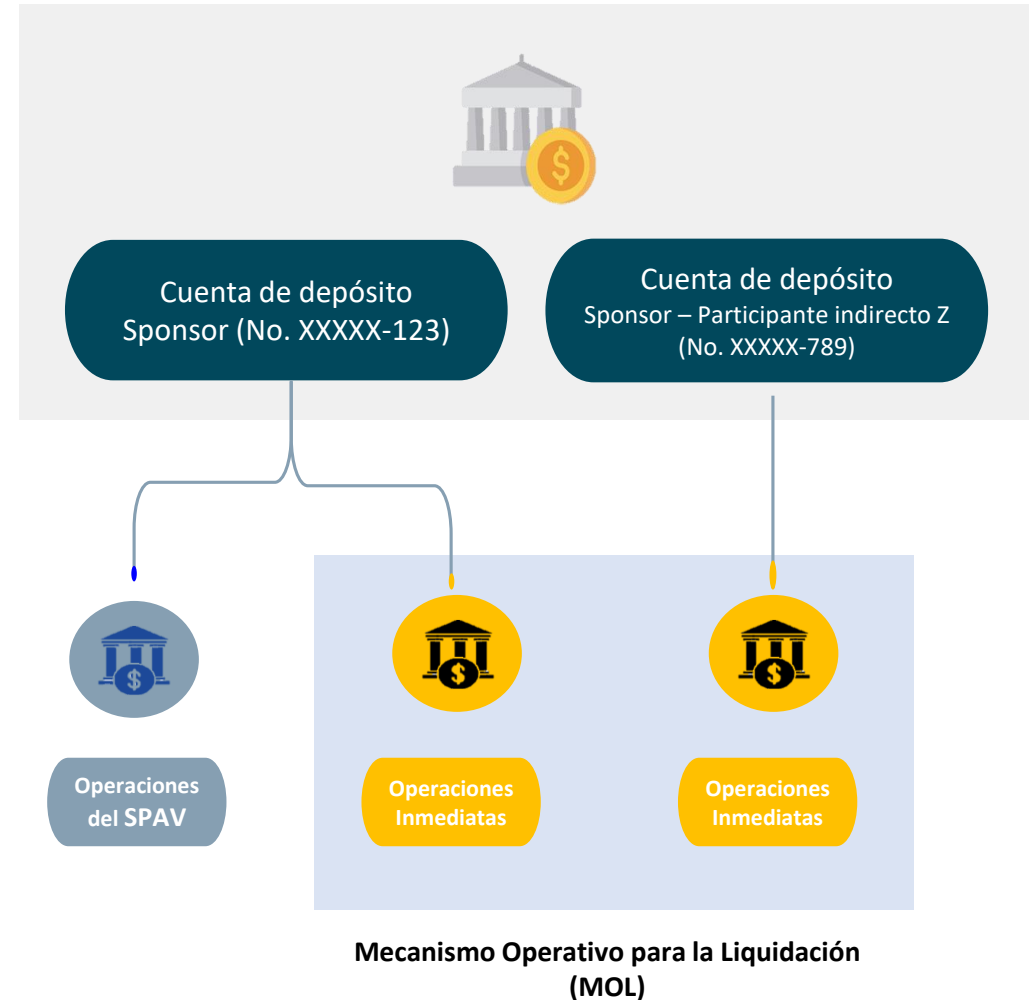 $
Cuenta de depósito
Sponsor (No. XXXXX-123)
Cuenta de depósito
Sponsor – Participante indirecto Z
(No. XXXXX-789)
$
$
$
Operaciones
del SPAV
Operaciones
Inmediatas
Operaciones
Inmediatas
Mecanismo Operativo para la Liquidación
(MOL)